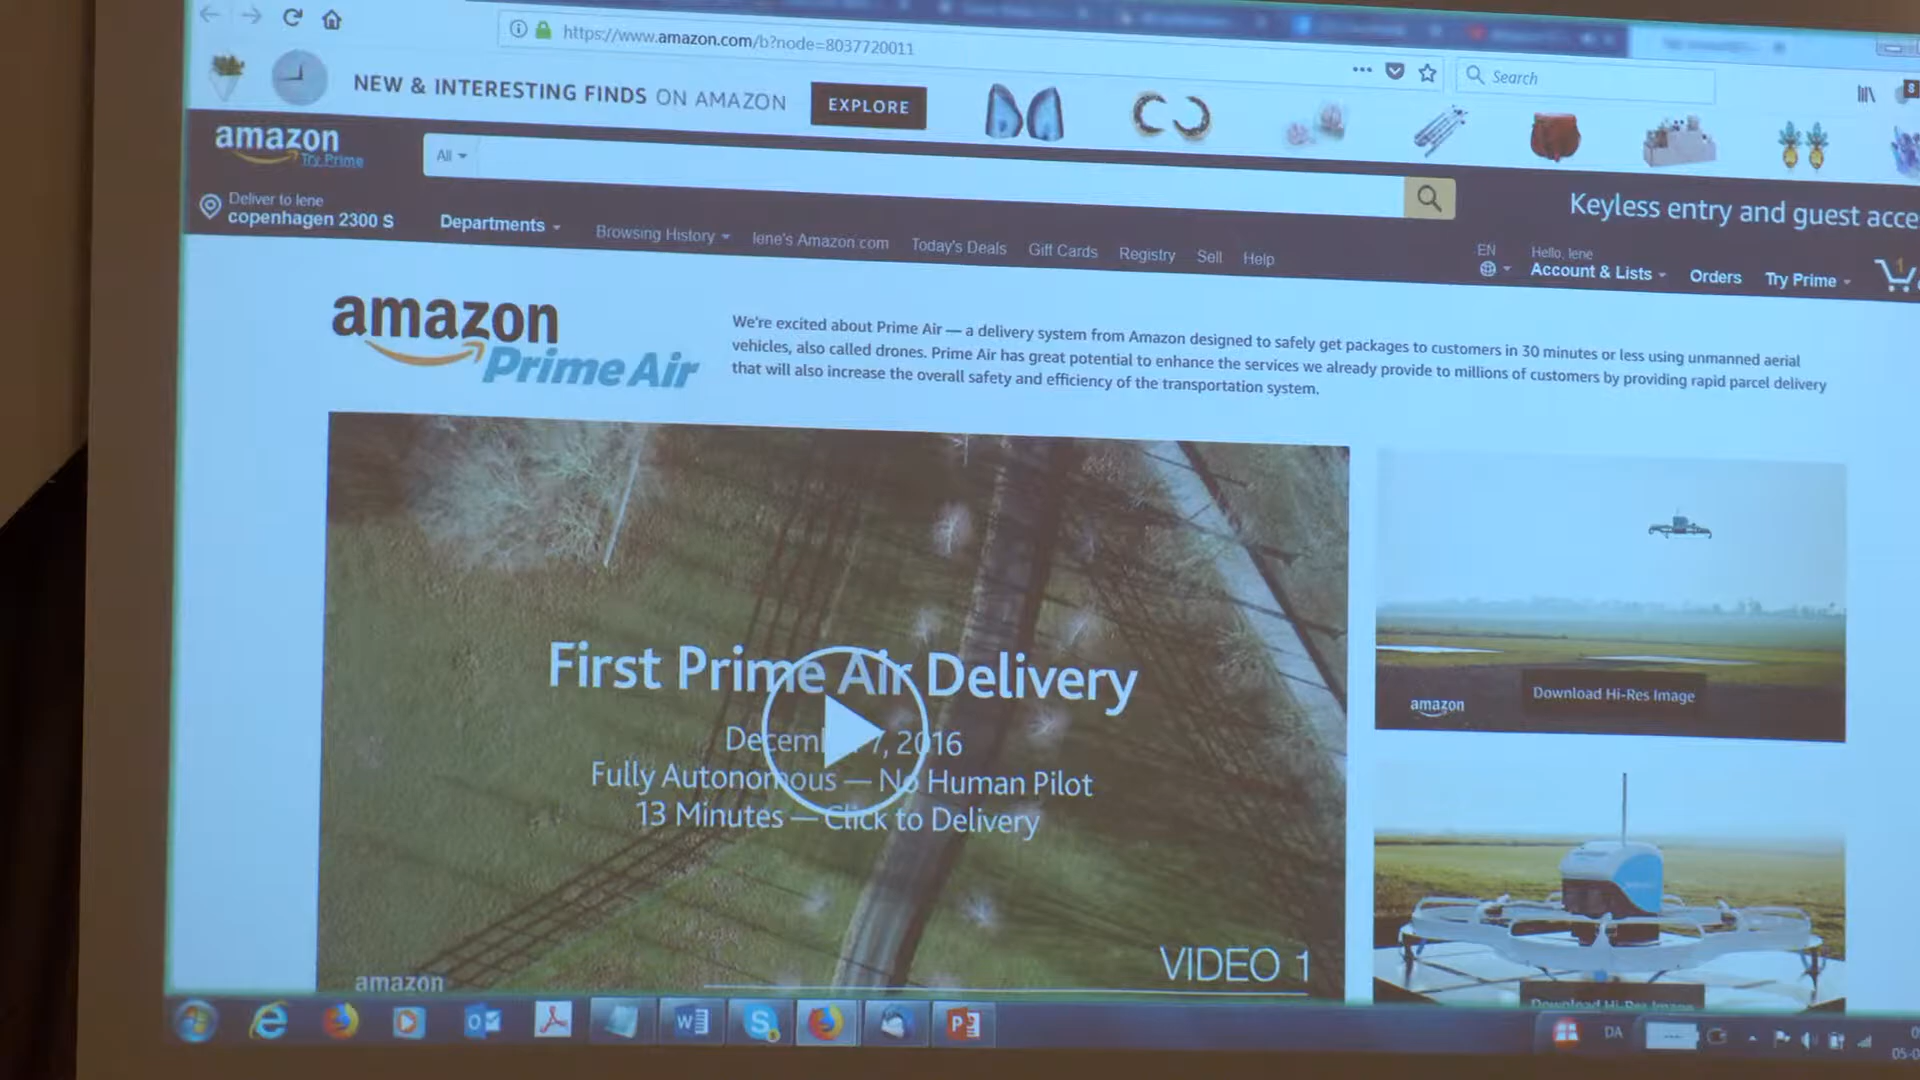 https://www.amazon.com/b?node=8037720011
Search
NEW & INTERESTING FINDS ON AMAZON
EXPLORE
amazon
Try Prime
All
Keyless entry and guest acce
Deliver to lene
copenhagen 2300 S
Departments
Browsing History
lene's Amazon.com
Today's Deals
Gift Cards
Registry
Sell
Help
EN
Hello, lene
Account & Lists
Orders
Try Prime
1
amazon
Prime Air
We're excited about Prime Air — a delivery system from Amazon designed to safely get packages to customers in 30 minutes or less using unmanned aerial
vehicles, also called drones. Prime Air has great potential to enhance the services we already provide to millions of customers by providing rapid parcel delivery
that will also increase the overall safety and efficiency of the transportation system.
First Prime Air Delivery
7, 2016
Fully Autonomous — No Human Pilot
13 Minutes — Click to Delivery
VIDEO 1
amazon
amazon
Download Hi-Res Image
Download Hi-Res Image
DA